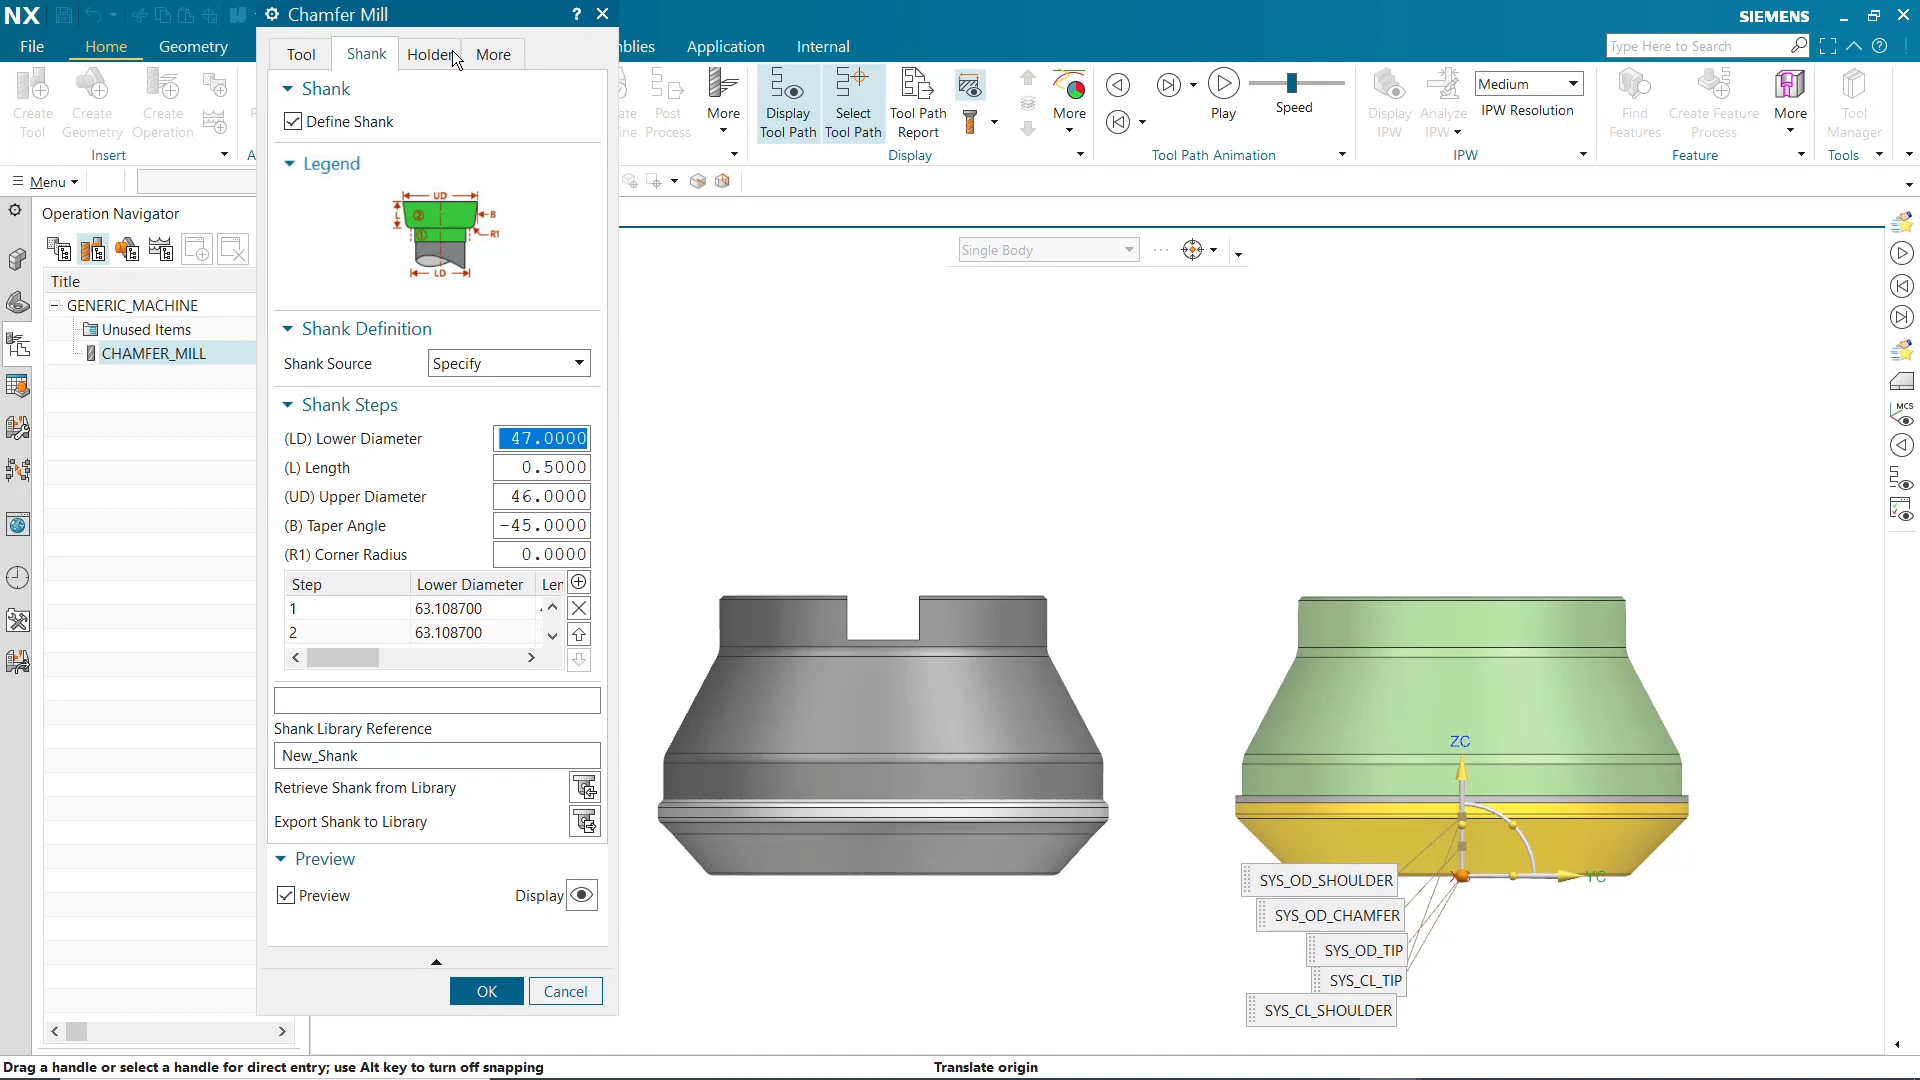 NX
Chamfer Mill
?
SIEMENS
File
Home
Geometry
Tool
Shank
Holder
More
blies
Application
Internal
Type Here to Search
Shank
Define Shank
Legend
UD
L
2
B
1
R1
LD
Create
Tool
Create
Geometry
Create
Operation
Insert
Post
Process
More
Display
Tool Path
Select
Tool Path
Tool Path
Report
Display
More
Play
Speed
Tool Path Animation
Display
IPW
Analyze
IPW
Medium
IPW Resolution
IPW
Find
Features
Create Feature
Process
More
Feature
Tool
Manager
Tools
Menu
Single Body
Operation Navigator
Title
GENERIC_MACHINE
Unused Items
CHAMFER_MILL
Shank Definition
Shank Source
Specify
Shank Steps
(LD) Lower Diameter
47.0000
(L) Length
0.5000
(UD) Upper Diameter
46.0000
(B) Taper Angle
-45.0000
(R1) Corner Radius
0.0000
Step
Lower Diameter
Ler
1
63.108700
2
63.108700
Shank Library Reference
New_Shank
Retrieve Shank from Library
Export Shank to Library
Preview
Preview
Display
OK
Cancel
MCS
ZC
YC
SYS_OD_SHOULDER
SYS_OD_CHAMFER
SYS_OD_TIP
SYS_CL_TIP
SYS_CL_SHOULDER
Drag a handle or select a handle for direct entry; use Alt key to turn off snapping
Translate origin